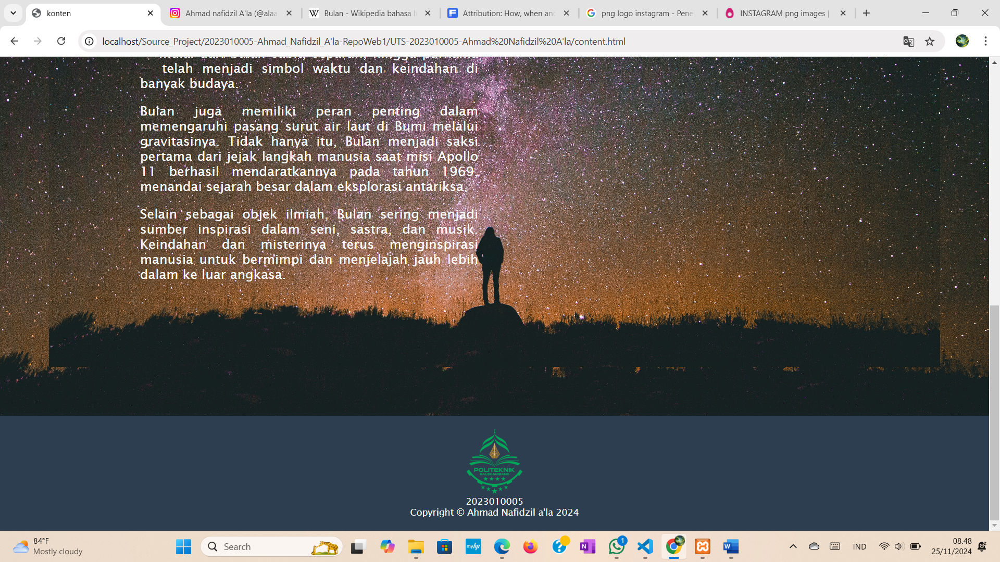 konten
Ahmad nafidzil A'la (@alaa
Bulan - Wikipedia bahasa I
Attribution: How, when and
png logo instagram - Pene
INSTAGRAM png images |
localhost/Source_Project/2023010005-Ahmad_Nafidzil_A'la-RepoWeb1/UTS-2023010005-Ahmad%20Nafidzil%20A'la/content.html
— telah menjadi simbol waktu dan keindahan di
banyak budaya.
Bulan juga memiliki peran penting dalam
memengaruhi pasang surut air laut di Bumi melalui
gravitasinya. Tidak hanya itu, Bulan menjadi saksi
pertama dari jejak langkah manusia saat misi Apollo
11 berhasil mendaratkannya pada tahun 1969,
menandai sejarah besar dalam eksplorasi antariksa.
Selain sebagai objek ilmiah, Bulan sering menjadi
sumber inspirasi dalam seni, sastra, dan musik.
Keindahan dan misterinya terus menginspirasi
manusia untuk bermimpi dan menjelajah jauh lebih
dalam ke luar angkasa.
POLITEKNIK
BALEKAMBANG
2023010005
Copyright © Ahmad Nafidzil a'la 2024
84°F
Mostly cloudy
Search
myhp
1
IND
08.48
25/11/2024